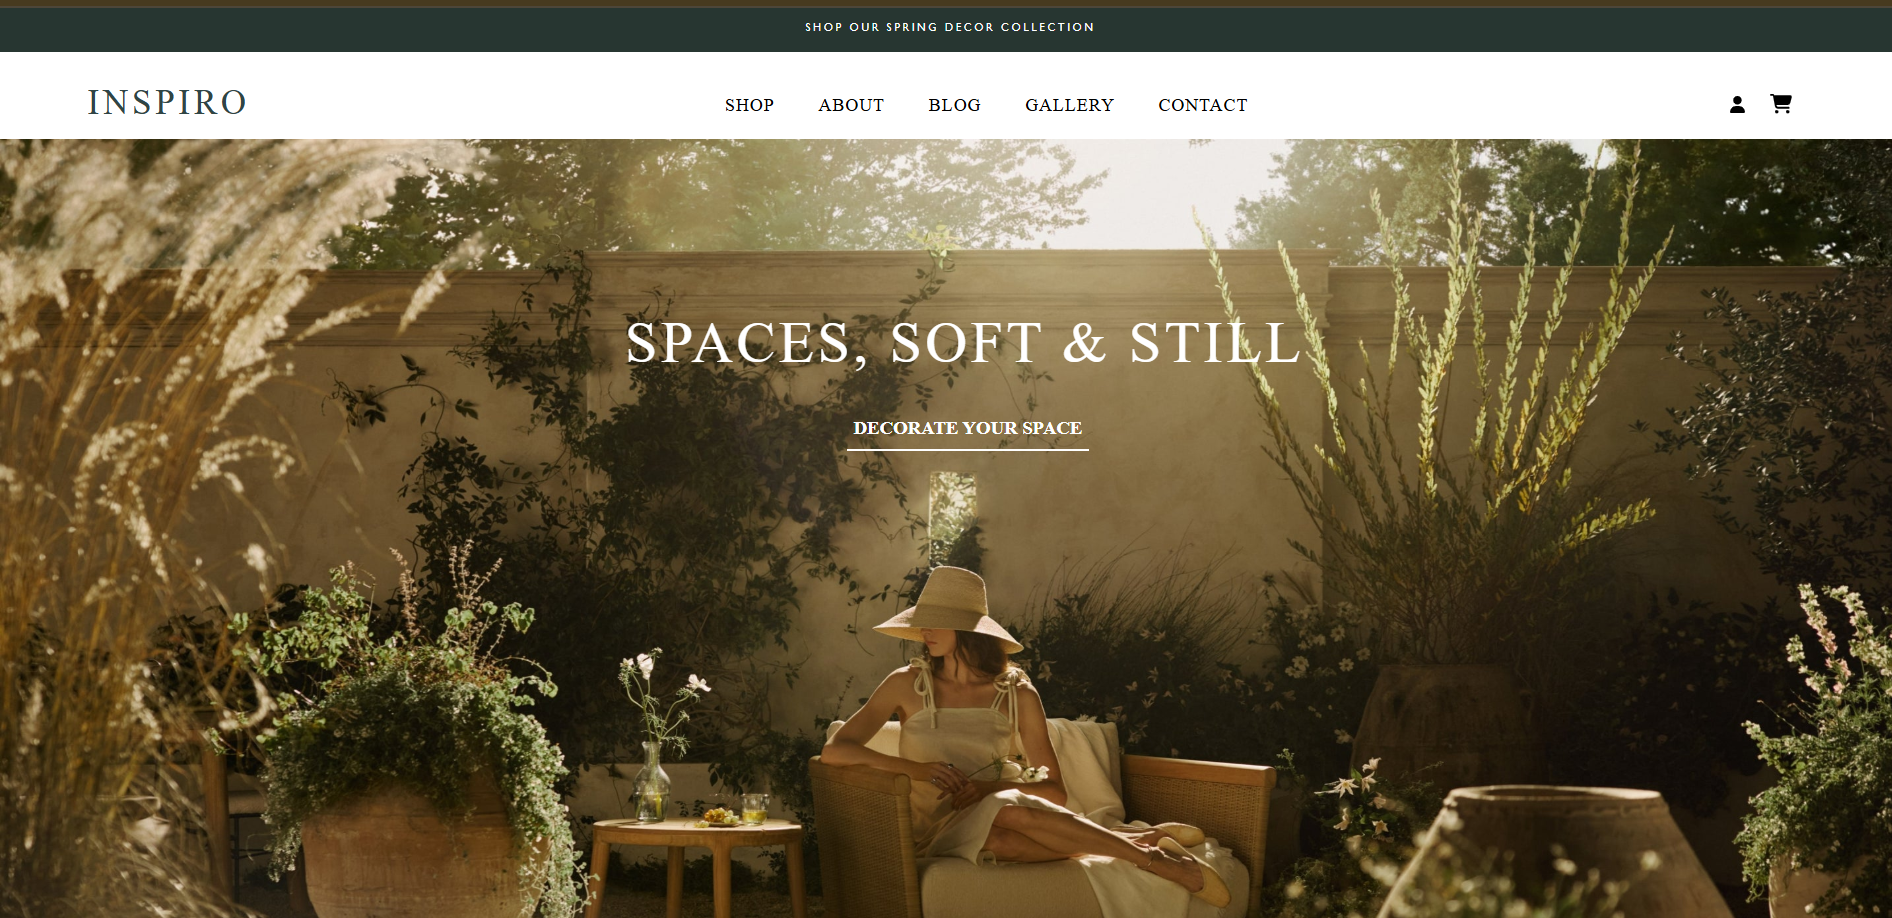 SHOP OUR SPRING DECOR COLLECTION
INSPIRO
SHOP ABOUT BLOG GALLERY CONTACT
SPACES, SOFT & STILL
DECORATE YOUR SPACE